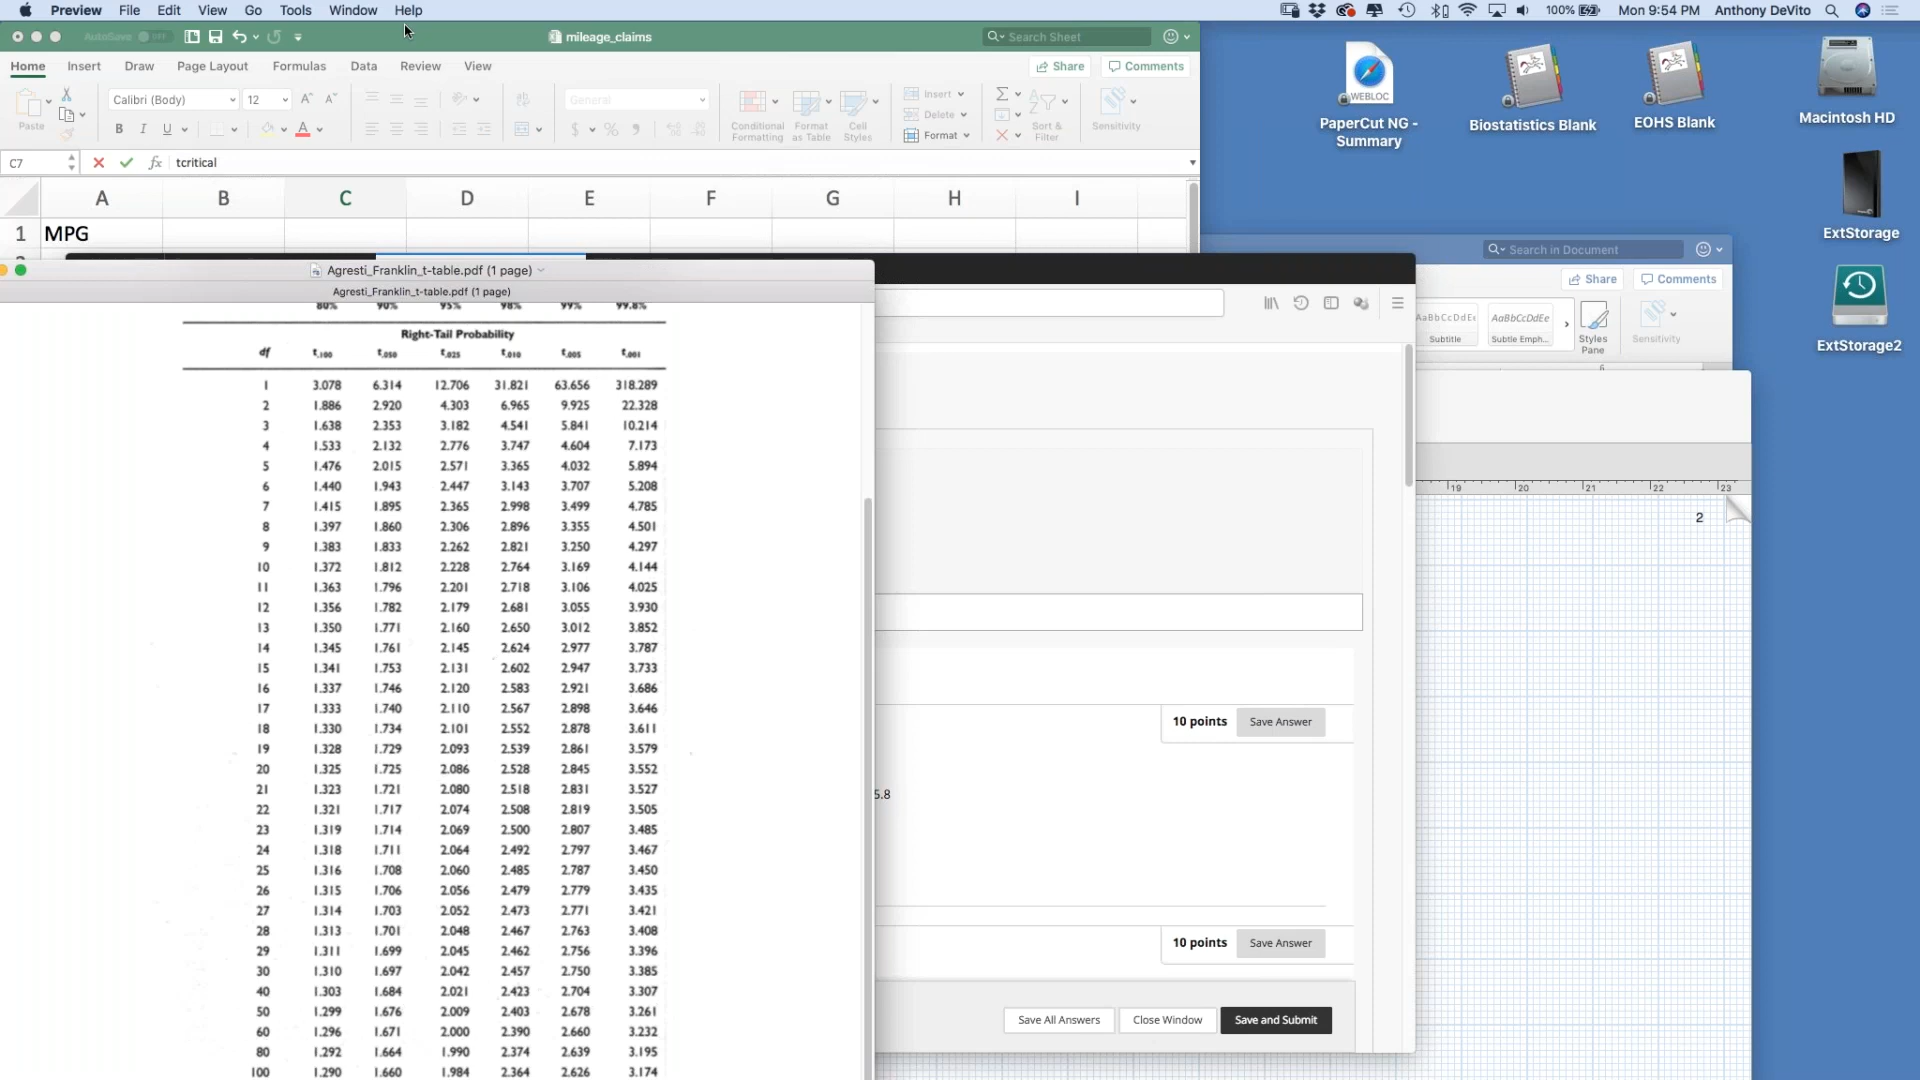 Preview File Edit View Go Tools Window Help
100% Mon 9:54 PM Anthony DeVito
AutoSave OFF
mileage_claims
Search Sheet
Home Insert Draw Page Layout Formulas Data Review View
Share Comments
Paste
Calibri (Body) 12
B I U A
General
$ %
Conditional Formatting
Format as Table
Cell Styles
Insert
Delete
Format
Sort & Filter
Sensitivity
C7 fx tcritical
A B C D E F G H I
1 MPG
Agresti_Franklin_t-table.pdf (1 page)
Agresti_Franklin_t-table.pdf (1 page)
80% 90% 95% 98% 99% 99.8%
Right-Tail Probability
df t.100 t.050 t.025 t.010 t.005 t.001
1 3.078 6.314 12.706 31.821 63.656 318.289
2 1.886 2.920 4.303 6.965 9.925 22.328
3 1.638 2.353 3.182 4.541 5.841 10.214
4 1.533 2.132 2.776 3.747 4.604 7.173
5 1.476 2.015 2.571 3.365 4.032 5.894
6 1.440 1.943 2.447 3.143 3.707 5.208
7 1.415 1.895 2.365 2.998 3.499 4.785
8 1.397 1.860 2.306 2.896 3.355 4.501
9 1.383 1.833 2.262 2.821 3.250 4.297
10 1.372 1.812 2.228 2.764 3.169 4.144
11 1.363 1.796 2.201 2.718 3.106 4.025
12 1.356 1.782 2.179 2.681 3.055 3.930
13 1.350 1.771 2.160 2.650 3.012 3.852
14 1.345 1.761 2.145 2.624 2.977 3.787
15 1.341 1.753 2.131 2.602 2.947 3.733
16 1.337 1.746 2.120 2.583 2.921 3.686
17 1.333 1.740 2.110 2.567 2.898 3.646
18 1.330 1.734 2.101 2.552 2.878 3.611
19 1.328 1.729 2.093 2.539 2.861 3.579
20 1.325 1.725 2.086 2.528 2.845 3.552
21 1.323 1.721 2.080 2.518 2.831 3.527
22 1.321 1.717 2.074 2.508 2.819 3.505
23 1.319 1.714 2.069 2.500 2.807 3.485
24 1.318 1.711 2.064 2.492 2.797 3.467
25 1.316 1.708 2.060 2.485 2.787 3.450
26 1.315 1.706 2.056 2.479 2.779 3.435
27 1.314 1.703 2.052 2.473 2.771 3.421
28 1.313 1.701 2.048 2.467 2.763 3.408
29 1.311 1.699 2.045 2.462 2.756 3.396
30 1.310 1.697 2.042 2.457 2.750 3.385
40 1.303 1.684 2.021 2.423 2.704 3.307
50 1.299 1.676 2.009 2.403 2.678 3.261
60 1.296 1.671 2.000 2.390 2.660 3.232
80 1.292 1.664 1.990 2.374 2.639 3.195
100 1.290 1.660 1.984 2.364 2.626 3.174
10 points Save Answer
5.8
10 points Save Answer
Save All Answers Close Window Save and Submit
Search in Document
Share Comments
AaBbCcDdEe AaBbCcDdEe
Subtitle Subtle Emph...
Styles Pane
Sensitivity
6
19 20 21 22 23
2
WEBLOC
PaperCut NG - Summary
Biostatistics Blank
EOHS Blank
Macintosh HD
ExtStorage
ExtStorage2